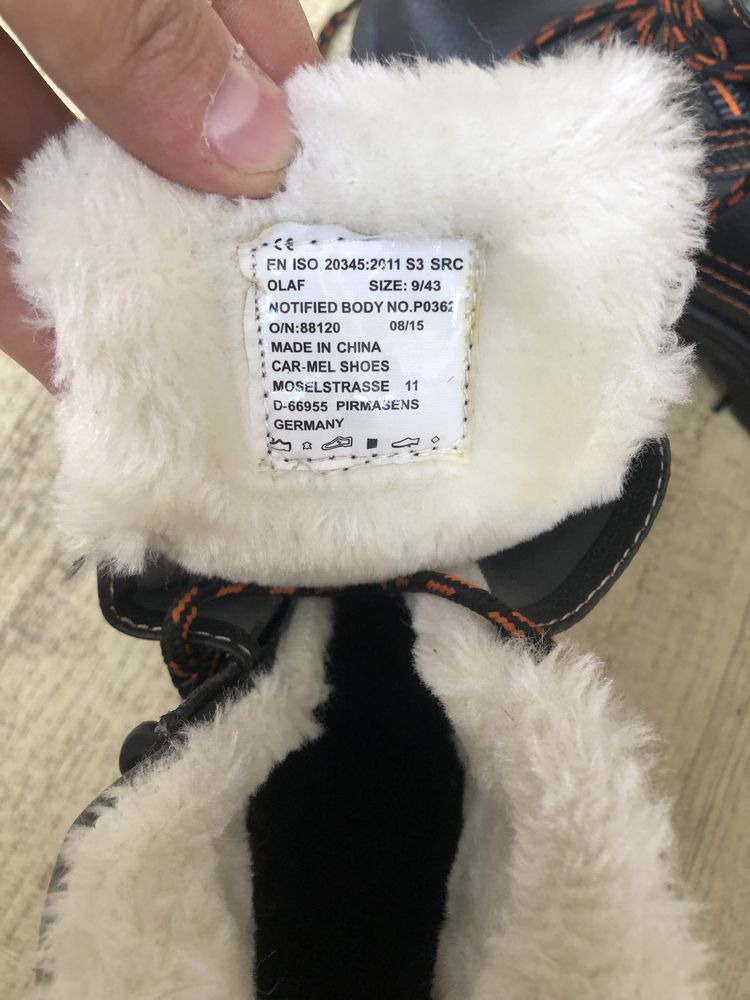 CE
EN ISO 20345:2011 S3 SRC
OLAF SIZE: 9/43
NOTIFIED BODY NO.P0362
O/N:88120 08/15
MADE IN CHINA
CAR-MEL SHOES
MOSELSTRASSE 11
D-66955 PIRMASENS
GERMANY